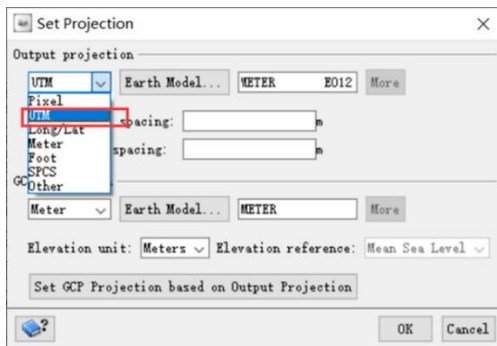 Set Projection
Output projection
UTM Earth Model... METER E012 More
Pixel
UTM
Long/Lat
Meter
Foot
SPCS
Other
spacing: m
spacing: m
GC
Meter Earth Model... METER More
Elevation unit: Meters Elevation reference: Mean Sea Level
Set GCP Projection based on Output Projection
? OK Cancel